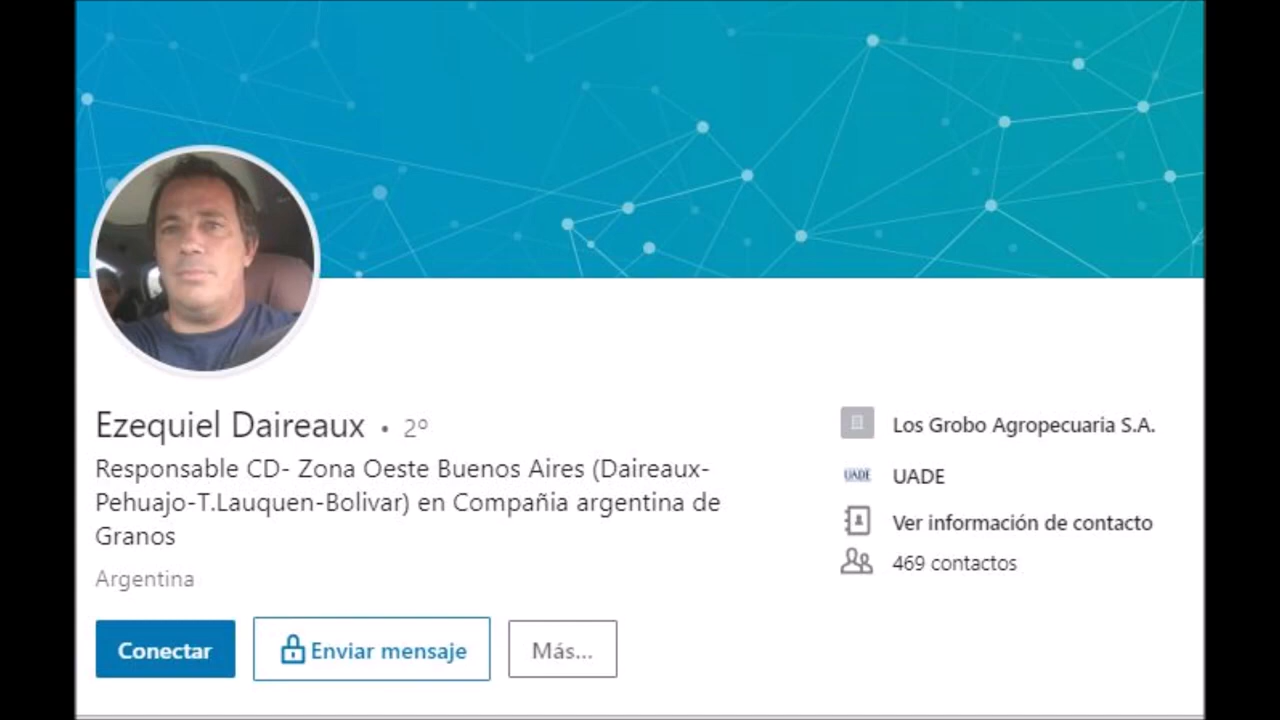 Ezequiel Daireaux • 2º
Responsable CD- Zona Oeste Buenos Aires (Daireaux-
Pehuajo-T.Lauquen-Bolivar) en Compañia argentina de
Granos
Argentina
Conectar
Enviar mensaje
Más...
Los Grobo Agropecuaria S.A.
UADE UADE
Ver información de contacto
469 contactos